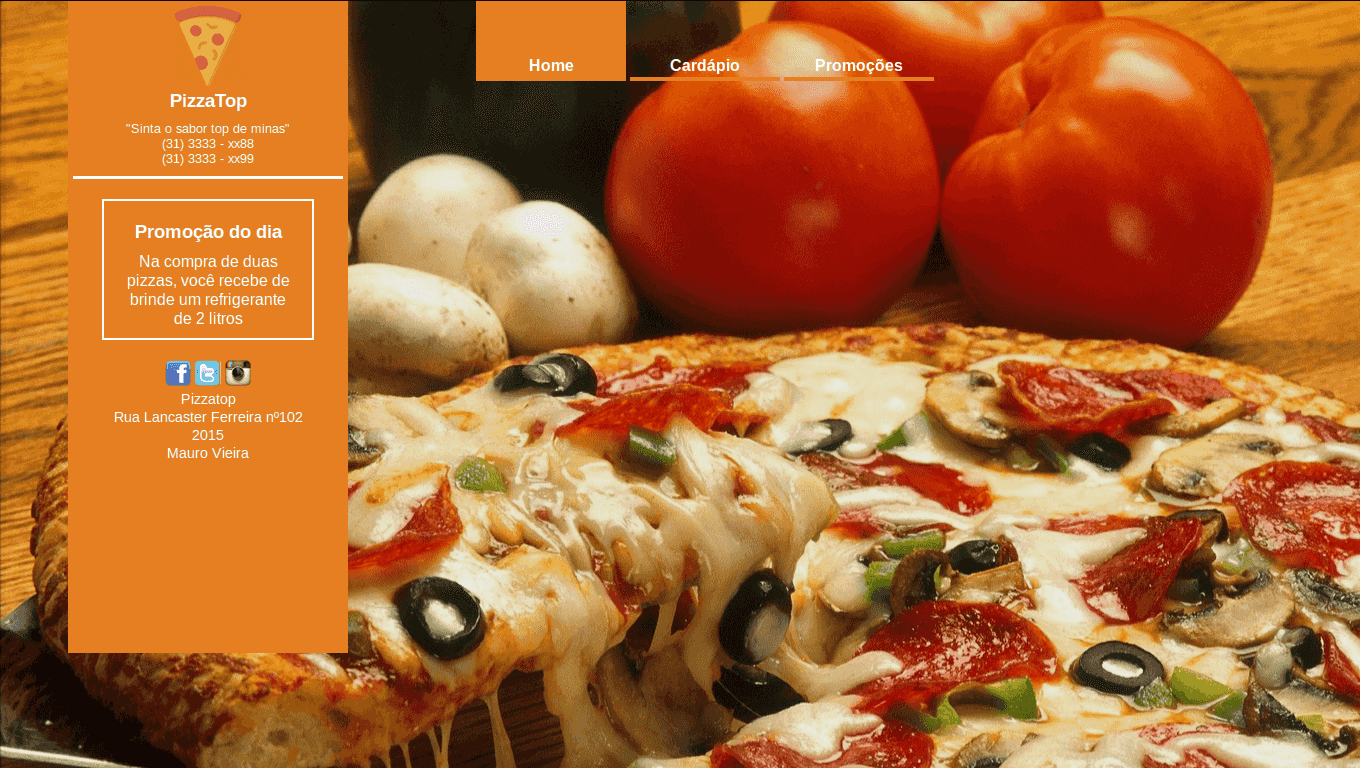 Home
Cardápio
Promoções
PizzaTop
"Sinta o sabor top de minas"
(31) 3333 - xx88
(31) 3333 - xx99
Promoção do dia
Na compra de duas
pizzas, você recebe de
brinde um refrigerante
de 2 litros
Pizzatop
Rua Lancaster Ferreira nº102
2015
Mauro Vieira